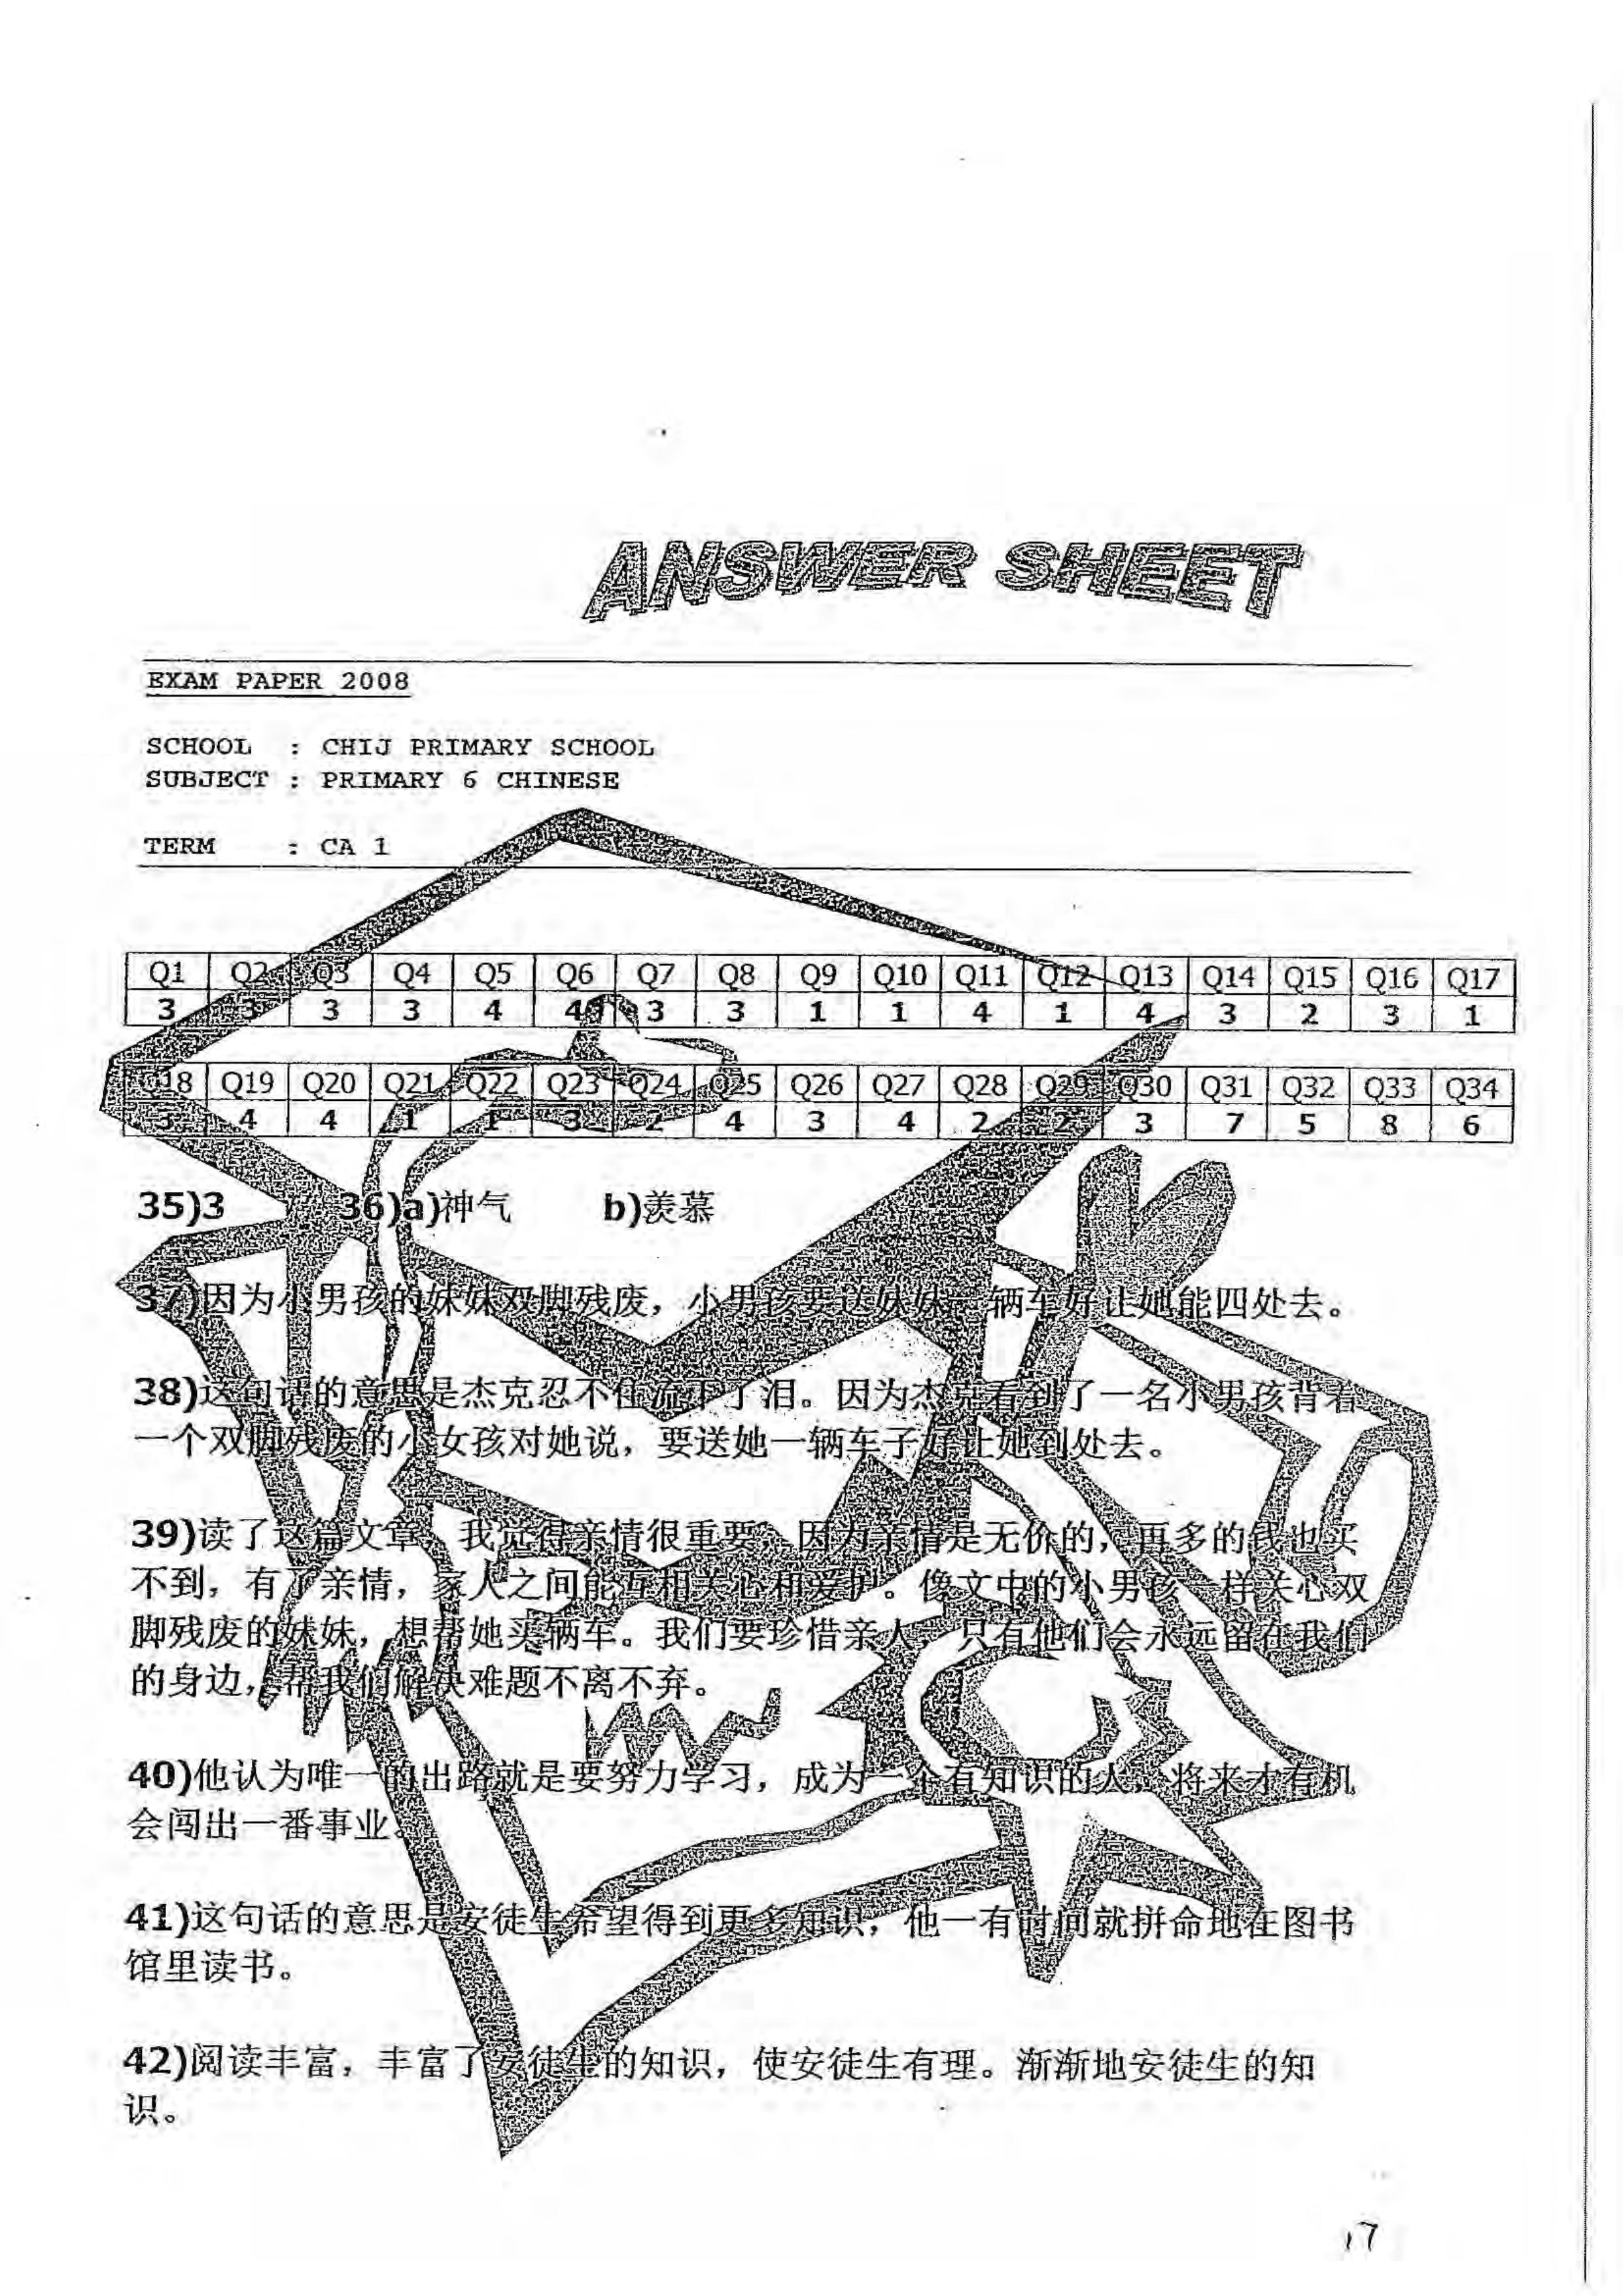 ANSWER SHEET
EXAM PAPER 2008
SCHOOL : CHIJ PRIMARY SCHOOL
SUBJECT : PRIMARY 6 CHINESE
TERM : CA 1
Q1 Q2 Q3 Q4 Q5 Q6 Q7 Q8 Q9 Q10 Q11 Q12 Q13 Q14 Q15 Q16 Q17
3 3 3 3 4 4 3 3 1 1 4 1 4 3 2 3 1
Q18 Q19 Q20 Q21 Q22 Q23 Q24 Q25 Q26 Q27 Q28 Q29 Q30 Q31 Q32 Q33 Q34
3 4 4 1 1 3 2 4 3 4 2 2 3 7 5 8 6
35)3 36)a)神气 b)羡慕
37)因为小男孩的妹妹双脚残废，小男孩要送妹妹一辆车好让她能四处去。
38)这句话的意思是杰克忍不住流下了泪。因为杰克看到了一名小男孩背着
一个双脚残废的小女孩对她说，要送她一辆车子好让她到处去。
39)读了这篇文章，我觉得亲情很重要，因为亲情是无价的，再多的钱也买
不到，有了亲情，家人之间能互相关心和爱护。像文中的小男孩一样关心双
脚残废的妹妹，想帮她买辆车。我们要珍惜亲人，只有他们会永远留在我们
的身边，帮我们解决难题不离不弃。
40)他认为唯一的出路就是要努力学习，成为一个有知识的人，将来才有机
会闯出一番事业。
41)这句话的意思是安徒生希望得到更多知识，他一有时间就拼命地在图书
馆里读书。
42)阅读丰富，丰富了安徒生的知识，使安徒生有理。渐渐地安徒生的知
识。
17